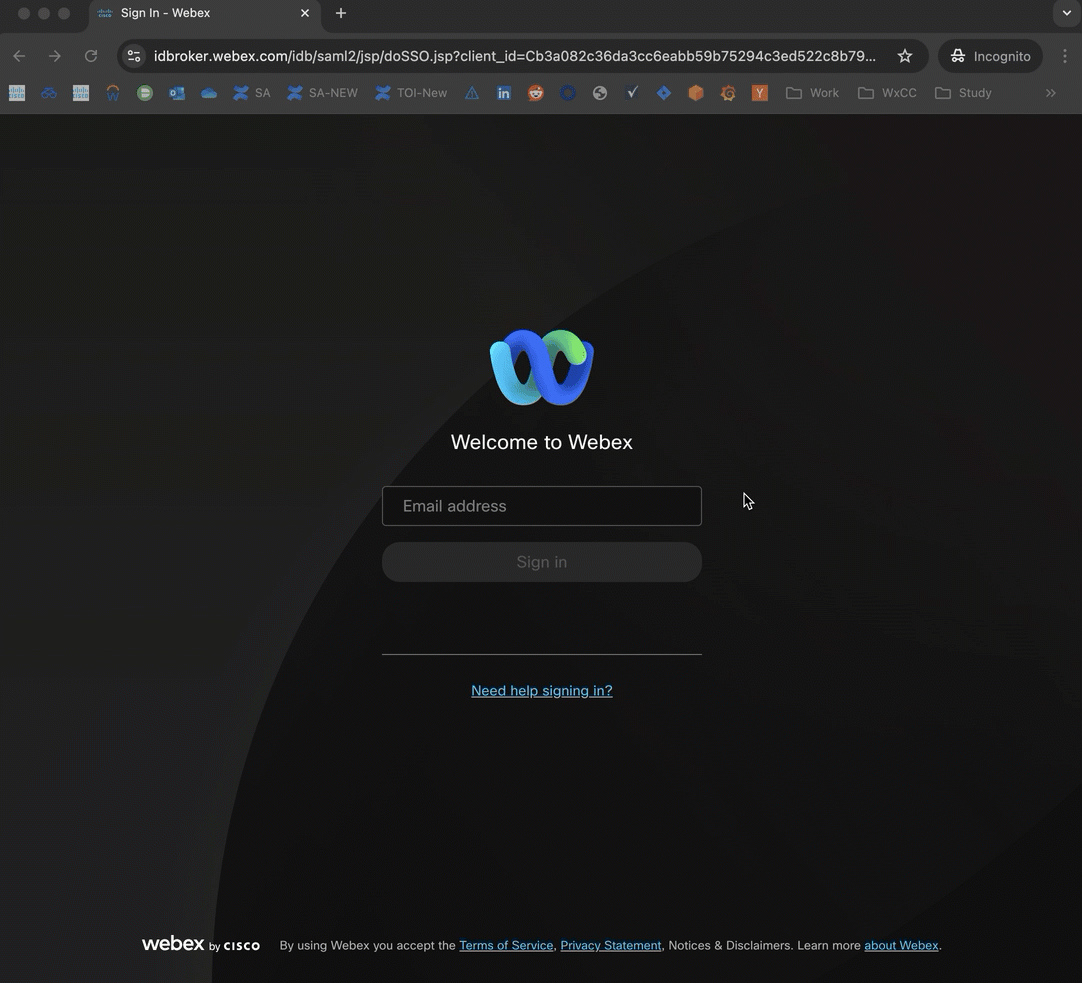 Sign In - Webex
idbroker.webex.com/idb/saml2/jsp/doSSO.jsp?client_id=Cb3a082c36da3cc6eabb59b75294c3ed522c8b79...
Incognito
SA
SA-NEW
TOI-New
Work
WxCC
Study
Welcome to Webex
Email address
Sign in
Need help signing in?
webex by CISCO
By using Webex you accept the Terms of Service, Privacy Statement, Notices & Disclaimers. Learn more about Webex.